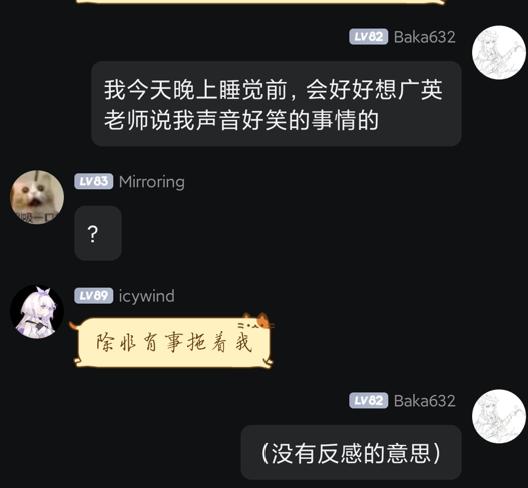 LV82 Baka632
我今天晚上睡觉前，会好好想广英
老师说我声音好笑的事情的
LV83 Mirroring
？
LV89 icywind
除非有事拖着我
LV82 Baka632
（没有反感的意思）